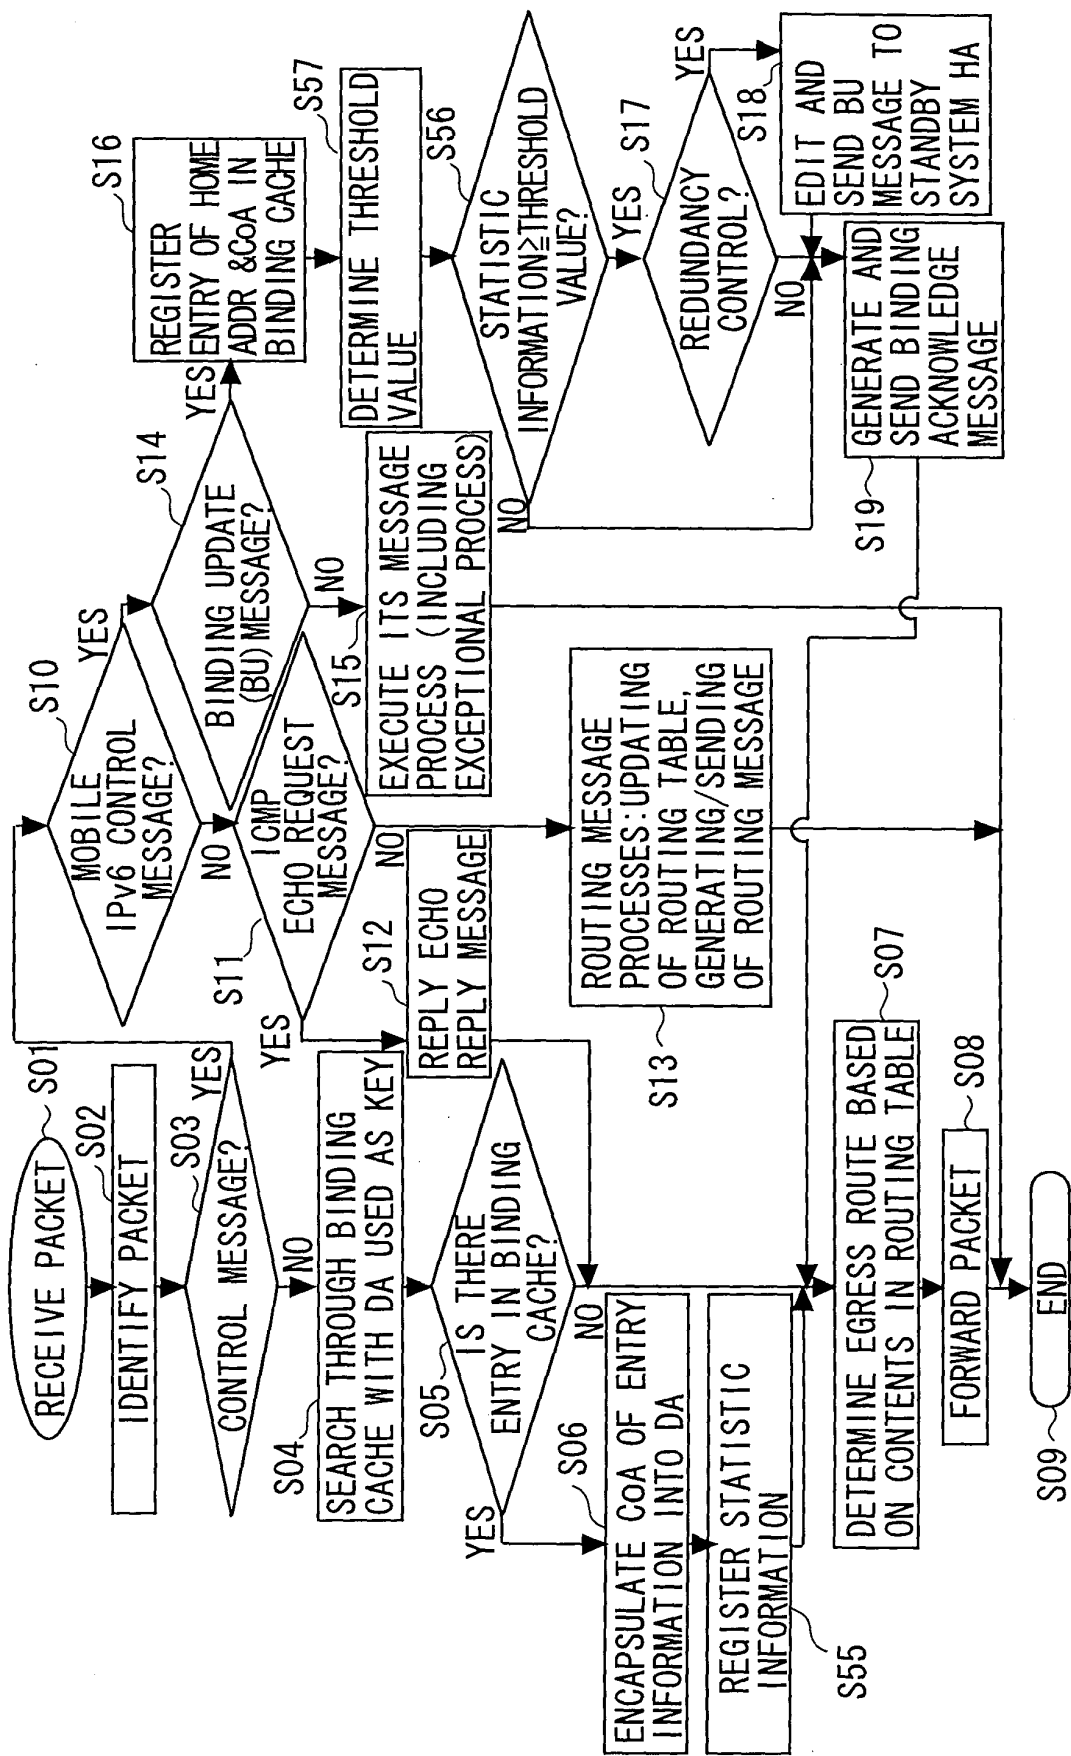 RECEIVE PACKET
S01
IDENTIFY PACKET
S02
CONTROL MESSAGE?
S03
YES
NO
S04
SEARCH THROUGH BINDING
CACHE WITH DA USED AS KEY
S05
IS THERE
ENTRY IN BINDING
CACHE?
YES
NO
S06
ENCAPSULATE CoA OF ENTRY
INFORMATION INTO DA
REGISTER STATISTIC
INFORMATION
S55
DETERMINE EGRESS ROUTE BASED
ON CONTENTS IN ROUTING TABLE
S07
FORWARD PACKET
S08
END
S09
S10
MOBILE
IPv6 CONTROL
MESSAGE?
YES
NO
S11
ICMP
ECHO REQUEST
MESSAGE?
YES
NO
S12
REPLY ECHO
REPLY MESSAGE
ROUTING MESSAGE
PROCESSES:UPDATING
OF ROUTING TABLE,
GENERATING/SENDING
OF ROUTING MESSAGE
S13
S14
BINDING UPDATE
(BU) MESSAGE?
YES
NO
S15
EXECUTE ITS MESSAGE
PROCESS (INCLUDING
EXCEPTIONAL PROCESS)
S16
REGISTER
ENTRY OF HOME
ADDR &CoA IN
BINDING CACHE
S57
DETERMINE THRESHOLD
VALUE
S56
STATISTIC
INFORMATION≧THRESHOLD
VALUE?
NO
YES
S17
REDUNDANCY
CONTROL?
YES
NO
S18
EDIT AND
SEND BU
MESSAGE TO
STANDBY
SYSTEM HA
GENERATE AND
SEND BINDING
ACKNOWLEDGE
MESSAGE
S19